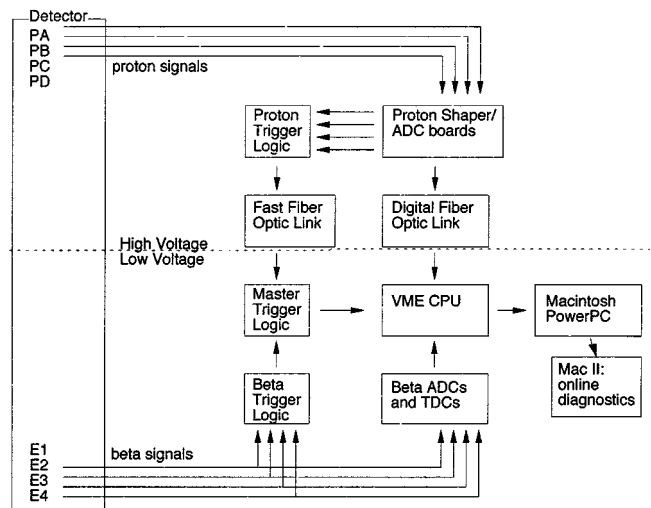 Detector
PA
PB
PC
PD
proton signals
Proton
Trigger
Logic
Proton Shaper/
ADC boards
Fast Fiber
Optic Link
Digital Fiber
Optic Link
High Voltage
Low Voltage
Master
Trigger
Logic
VME CPU
Macintosh
PowerPC
Beta
Trigger
Logic
Beta ADCs
and TDCs
Mac II:
online
diagnostics
E1
E2
E3
E4
beta signals